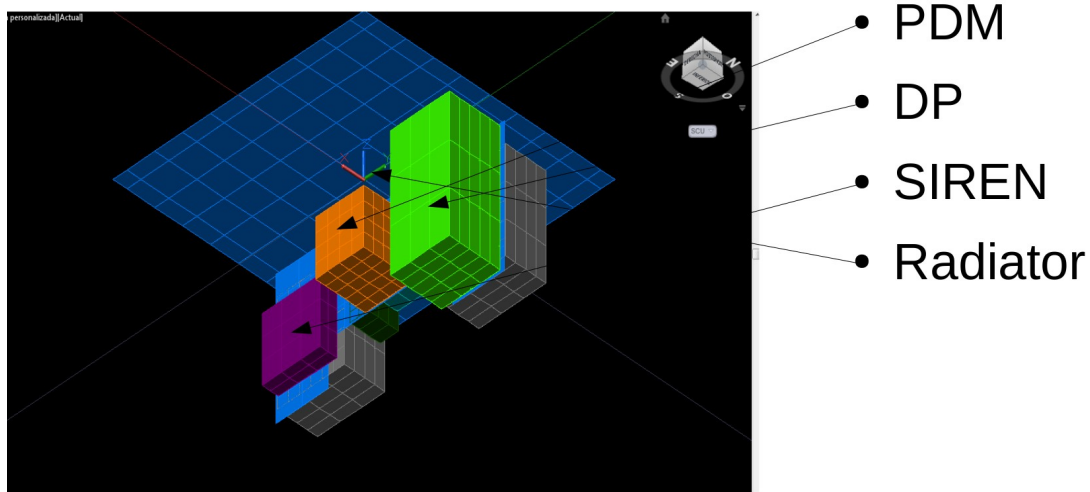 personalizada][Actual]
PDM
DP
SIREN
Radiator
E
N
S
O
SCU